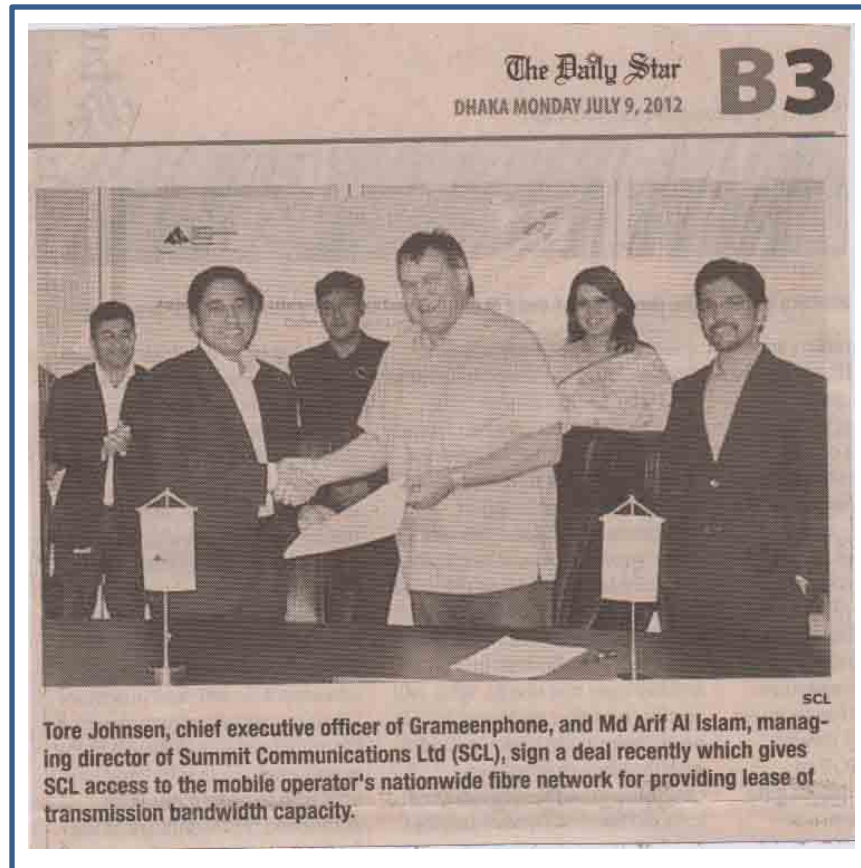 The Daily Star
B3
DHAKA MONDAY JULY 9, 2012
SCL
Tore Johnsen, chief executive officer of Grameenphone, and Md Arif Al Islam, manag-
ing director of Summit Communications Ltd (SCL), sign a deal recently which gives
SCL access to the mobile operator's nationwide fibre network for providing lease of
transmission bandwidth capacity.